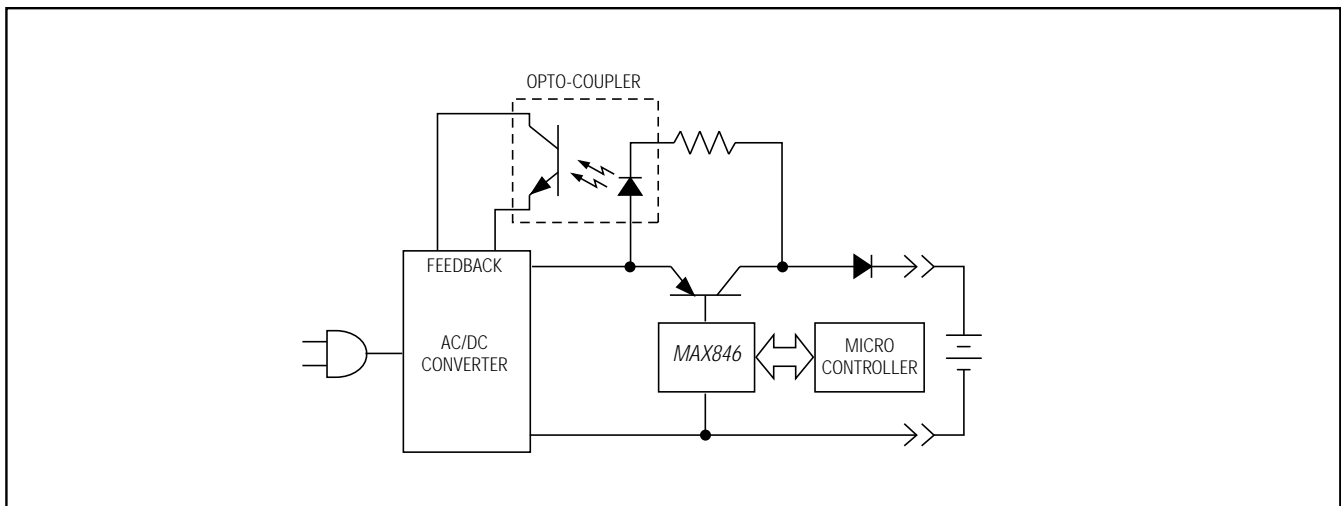 OPTO-COUPLER
FEEDBACK
AC/DC
CONVERTER
MAX846
MICRO
CONTROLLER